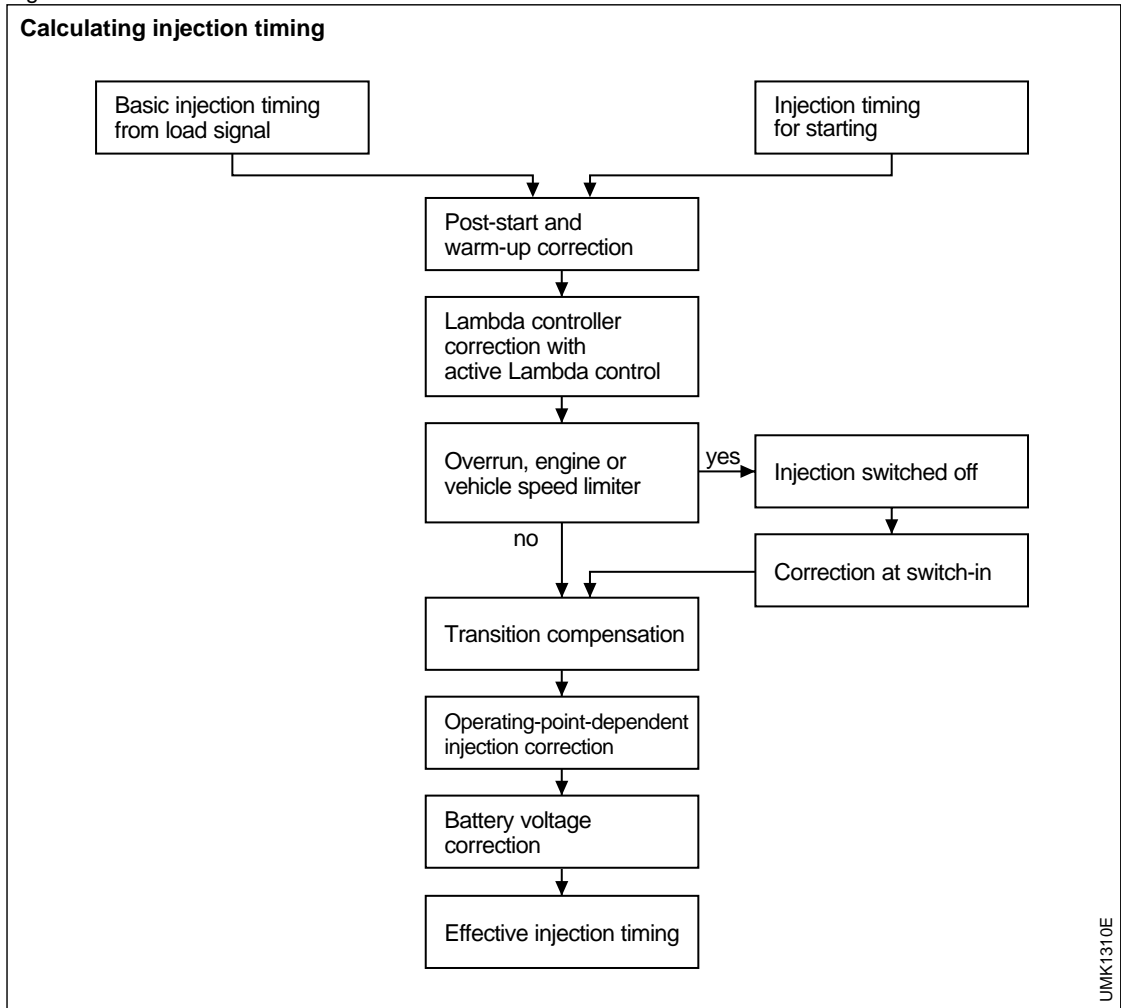 Calculating injection timing
Basic injection timing
from load signal
Injection timing
for starting
Post-start and
warm-up correction
Lambda controller
correction with
active Lambda control
Overrun, engine or
vehicle speed limiter
yes
Injection switched off
no
Correction at switch-in
Transition compensation
Operating-point-dependent
injection correction
Battery voltage
correction
Effective injection timing
UMK1310E